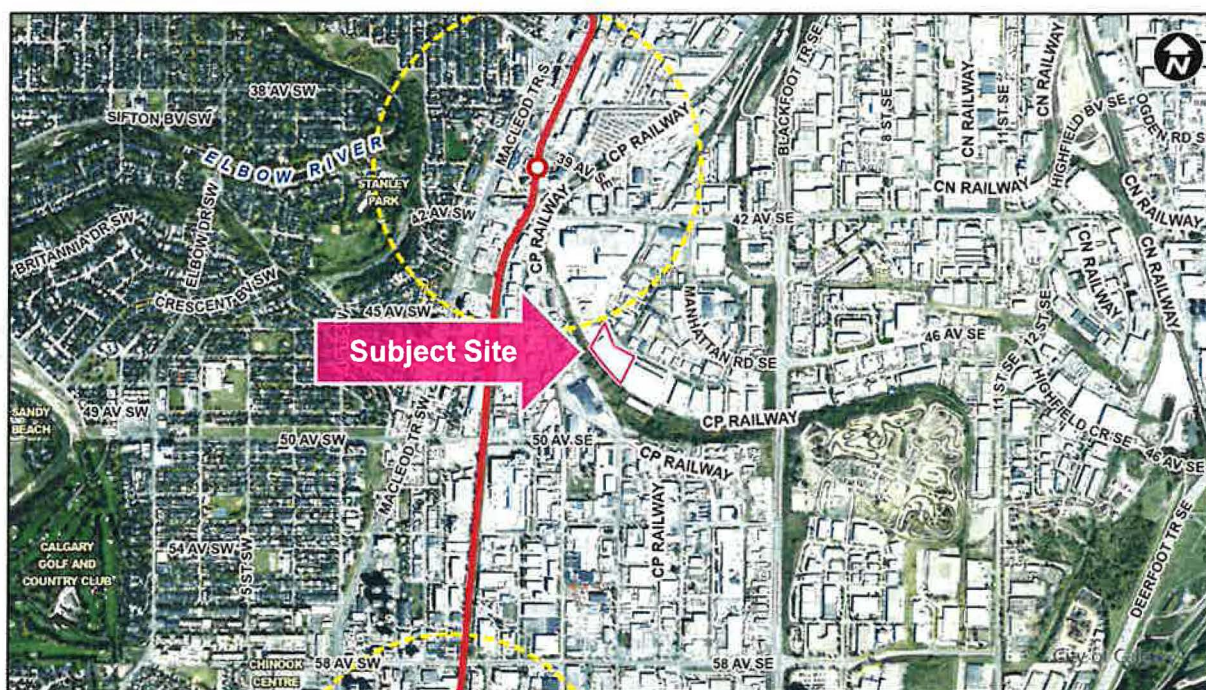 N
38 AV SW
SIFTON BV SW
ELBOW RIVER
STANLEY
PARK
MACLEOD TR S
39 AV SE
CP RAILWAY
BLACKFOOT TR SE
8 ST SE
CN RAILWAY
11 ST SE
CN RAILWAY
HIGHFIELD BV SE
OGDEN RD S
CN RAILWAY
CN RAILWAY
BRITANNIA DR SW
ELBOW DR SW
42 AV SW
CP RAILWAY
42 AV SE
CN RAILWAY
CN RAILWAY
CRESCENT BV SW
45 AV SW
MANHATTAN RD SE
46 AV SE
12 ST SE
Subject Site
49 AV SW
SANDY
BEACH
50 AV SW
MACLEOD TR SW
50 AV SE
CP RAILWAY
CP RAILWAY
11 ST SE
HIGHFIELD CR SE
46 AV SE
CALGARY
GOLF AND
COUNTRY CLUB
54 AV SW
5 ST SW
CP RAILWAY
DEERFOOT TR SE
CHINOOK
CENTRE
58 AV SW
58 AV SE
City of Calgary